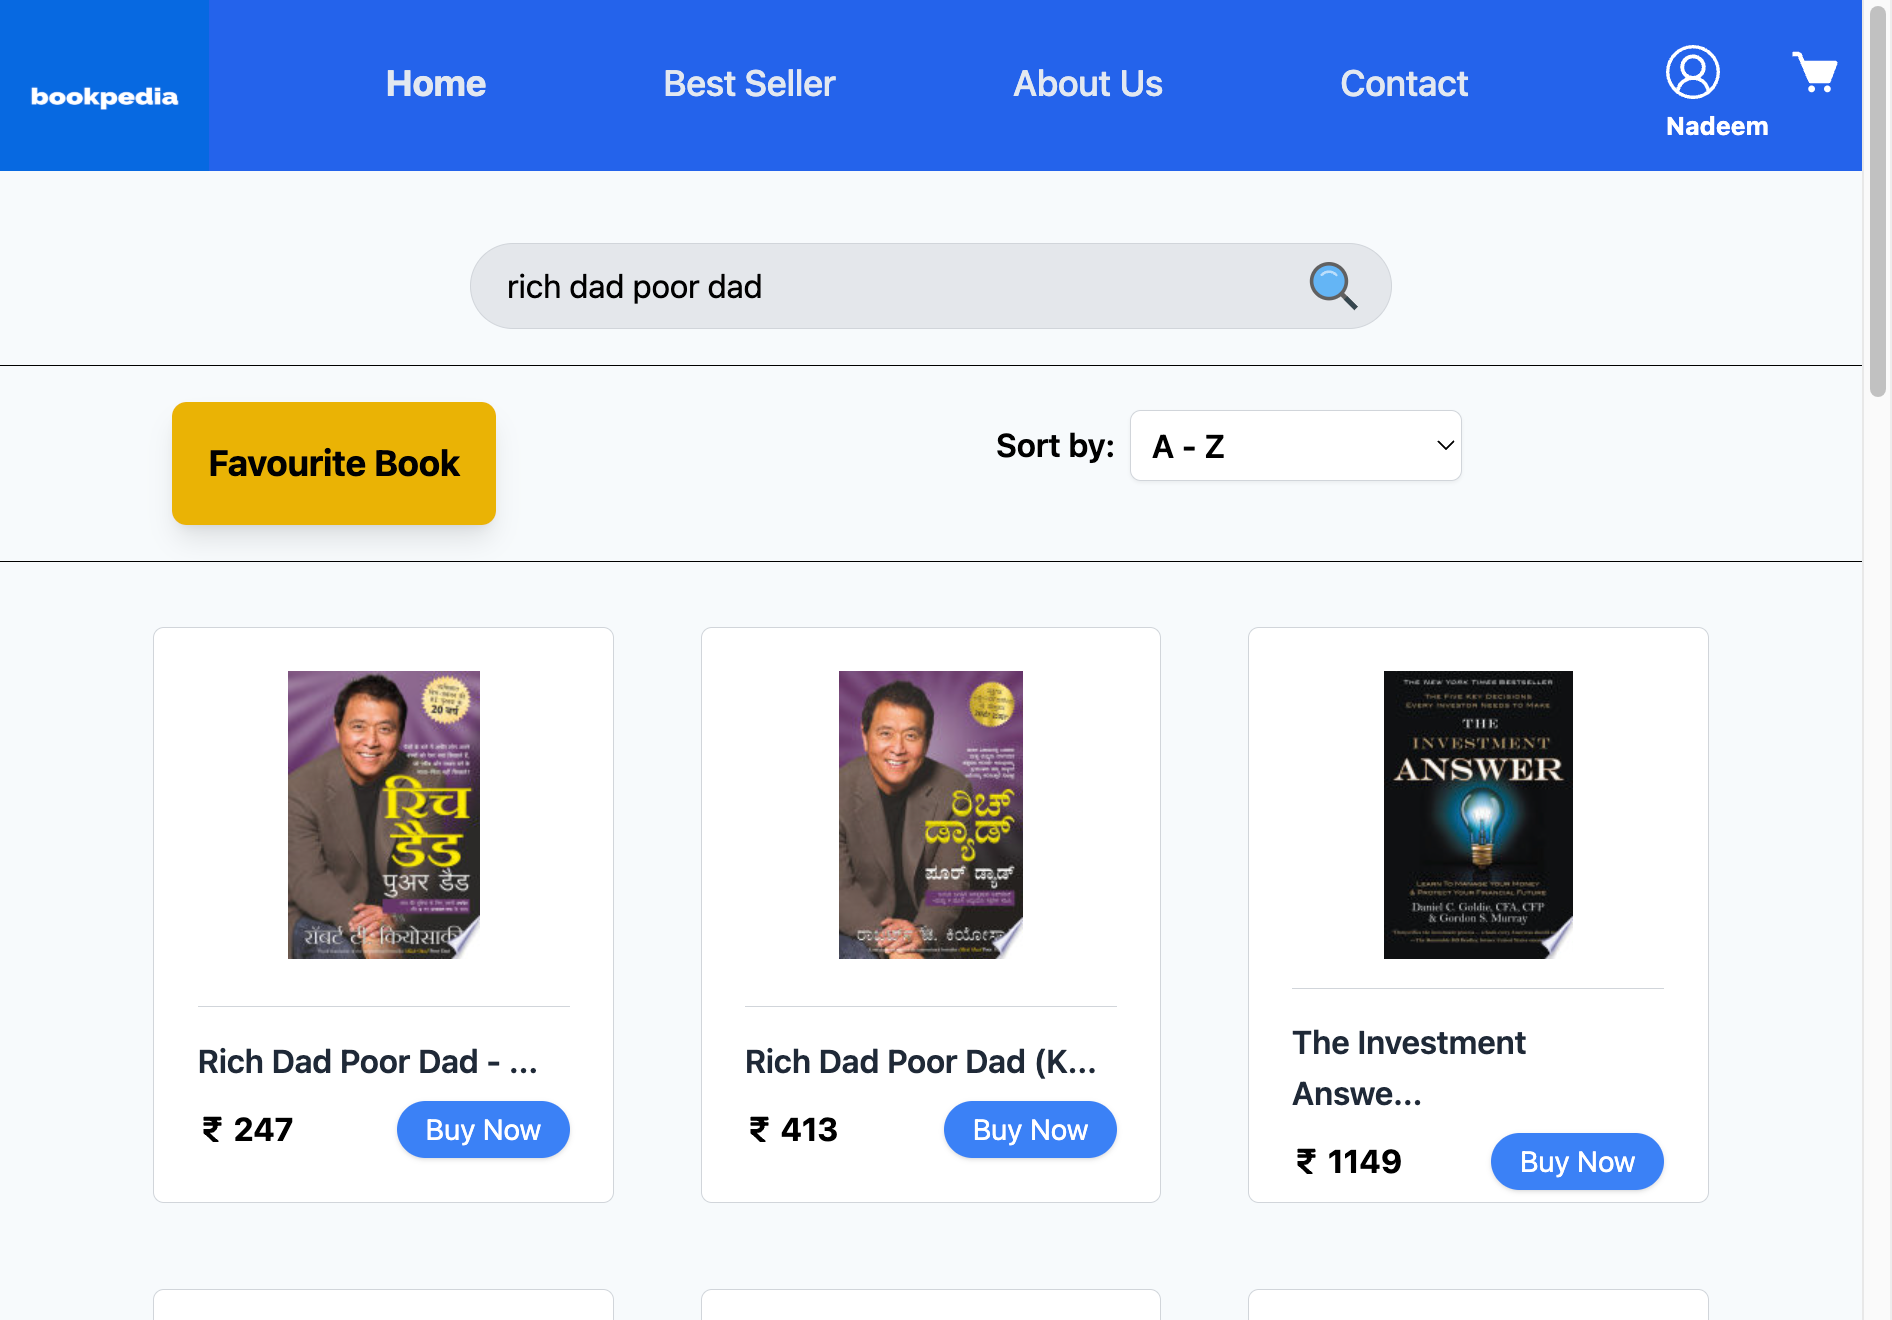 bookpedia
Home
Best Seller
About Us
Contact
Nadeem
rich dad poor dad
Favourite Book
Sort by:
A - Z
20 वर्ष
रिच
डैड
पुअर डैड
रॉबर्ट टी. कियोसाकी
ರಿಚ್
ಡ್ಯಾಡ್
ಪೂರ್ ಡ್ಯಾಡ್
THE NEW YORK TIMES BESTSELLER
THE FIVE KEY DECISIONS
EVERY INVESTOR NEEDS TO MAKE
THE
INVESTMENT
ANSWER
LEARN TO MANAGE YOUR MONEY
& PROTECT YOUR FINANCIAL FUTURE
Daniel C. Goldie, CFA, CFP
& Gordon S. Murray
Rich Dad Poor Dad - ...
₹ 247
Buy Now
Rich Dad Poor Dad (K...
₹ 413
Buy Now
The Investment
Answe...
₹ 1149
Buy Now